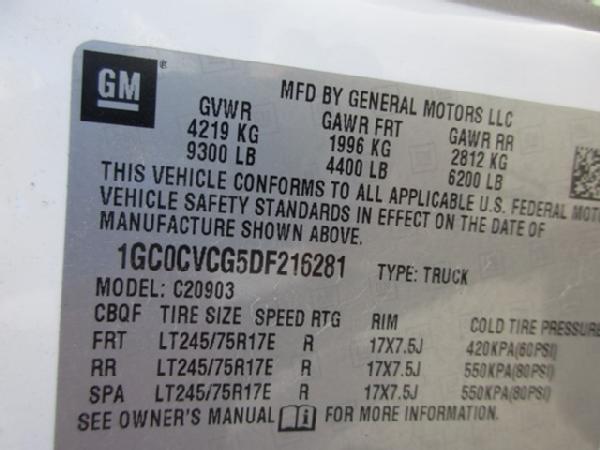 GM ®
MFD BY GENERAL MOTORS LLC
GVWR GAWR FRT GAWR RR
4219 KG 1996 KG 2812 KG
9300 LB 4400 LB 6200 LB
THIS VEHICLE CONFORMS TO ALL APPLICABLE U.S. FEDERAL
VEHICLE SAFETY STANDARDS IN EFFECT ON THE DATE OF
MANUFACTURE SHOWN ABOVE.
1GC0CVCG5DF216281 TYPE: TRUCK
MODEL: C20903
CBQF TIRE SIZE SPEED RTG RIM COLD TIRE PRESSURE
FRT LT245/75R17E R 17X7.5J 420KPA(60PSI)
RR LT245/75R17E R 17X7.5J 550KPA(80PSI)
SPA LT245/75R17E R 17X7.5J 550KPA(80PSI)
SEE OWNER'S MANUAL i FOR MORE INFORMATION.